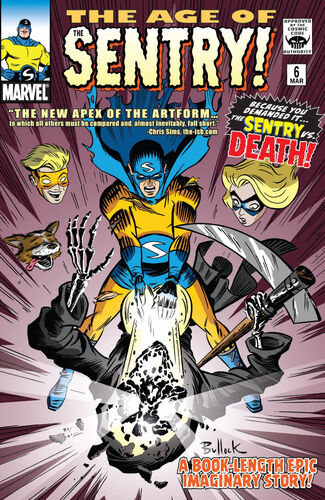 THE AGE OF
THE SENTRY!
MARVEL
APPROVED
BY THE
COMICS CODE
AUTHORITY
6
MAR
"THE NEW APEX OF THE ARTFORM...
to which all others must be compared and, almost inevitably, fall short."
-Chris Sims, the-isb.com
BECAUSE YOU
DEMANDED IT...
THE SENTRY VS.
DEATH!
S
S
Bullock
A BOOK-LENGTH EPIC
IMAGINARY STORY!